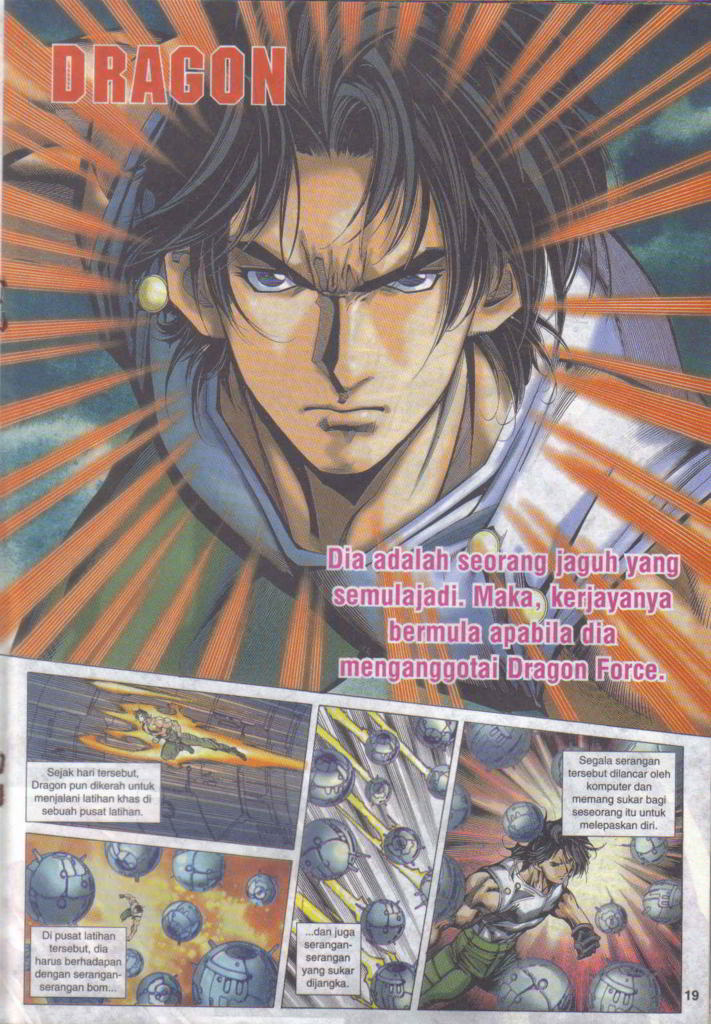 DRAGON
Dia adalah seorang jaguh yang
semulajadi. Maka, kerjayanya
bermula apabila dia
menganggotai Dragon Force.
Sejak hari tersebut,
Dragon pun dikerah untuk
menjalani latihan khas di
sebuah pusat latihan.
Di pusat latihan
tersebut, dia
harus berhadapan
dengan serangan-
serangan bom...
...dan juga
serangan-
serangan
yang sukar
dijangka.
Segala serangan
tersebut dilancar oleh
komputer dan
memang sukar bagi
seseorang itu untuk
melepaskan diri.
19